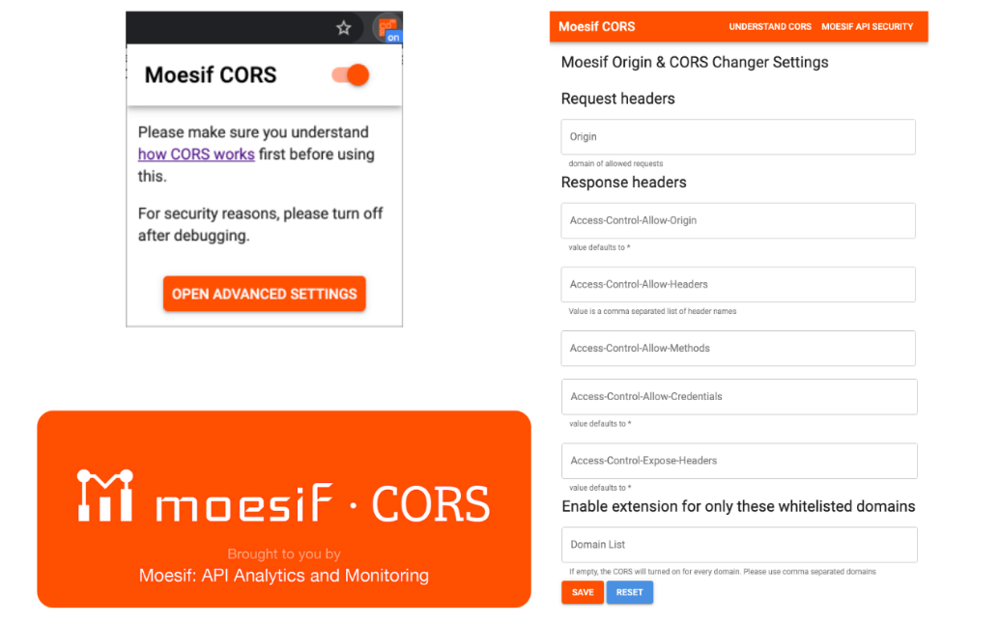 on
Moesif CORS
Please make sure you understand
how CORS works first before using
this.
For security reasons, please turn off
after debugging.
OPEN ADVANCED SETTINGS
moesif · CORS
Brought to you by
Moesif: API Analytics and Monitoring
Moesif CORS UNDERSTAND CORS MOESIF API SECURITY
Moesif Origin & CORS Changer Settings
Request headers
Origin
domain of allowed requests
Response headers
Access-Control-Allow-Origin
value defaults to *
Access-Control-Allow-Headers
Value is a comma separated list of header names
Access-Control-Allow-Methods
Access-Control-Allow-Credentials
value defaults to *
Access-Control-Expose-Headers
value defaults to *
Enable extension for only these whitelisted domains
Domain List
If empty, the CORS will turned on for every domain. Please use comma separated domains
SAVE RESET